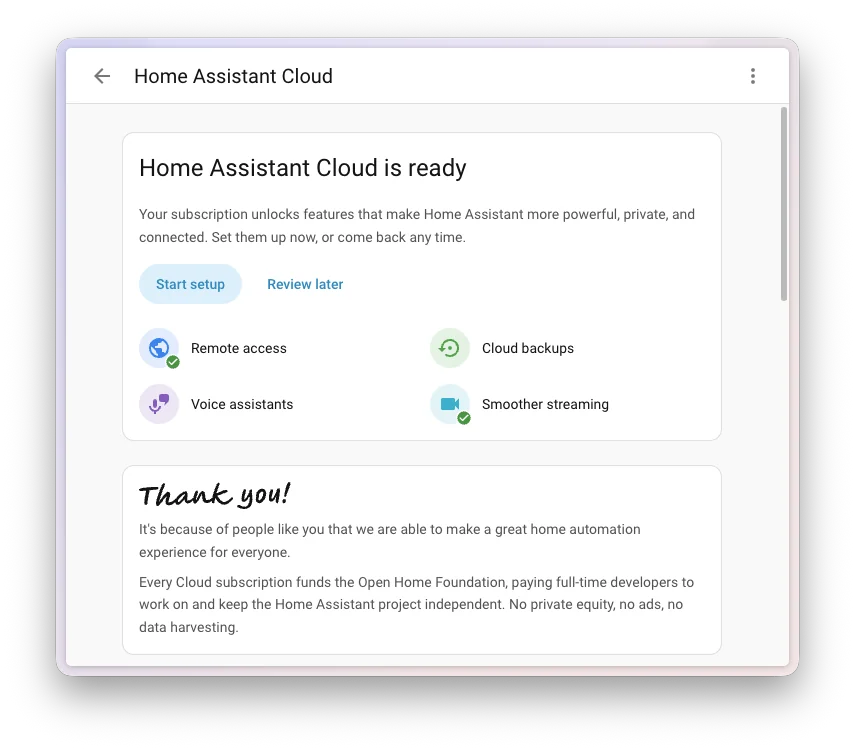 Home Assistant Cloud
Home Assistant Cloud is ready
Your subscription unlocks features that make Home Assistant more powerful, private, and
connected. Set them up now, or come back any time.
Start setup
Review later
Remote access
Cloud backups
Voice assistants
Smoother streaming
Thank you!
It's because of people like you that we are able to make a great home automation
experience for everyone.
Every Cloud subscription funds the Open Home Foundation, paying full-time developers to
work on and keep the Home Assistant project independent. No private equity, no ads, no
data harvesting.